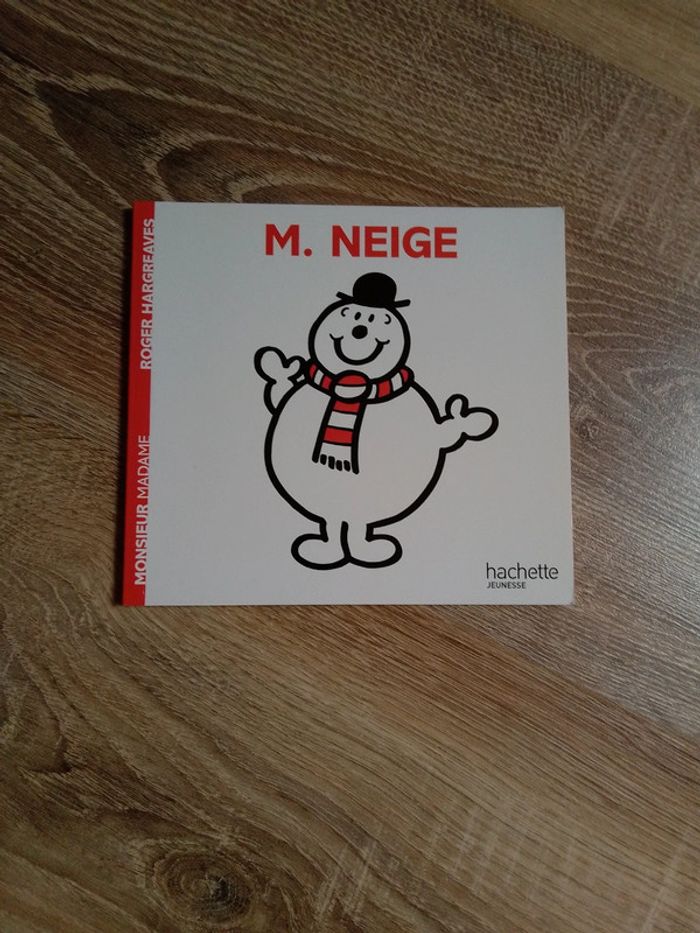 M. NEIGE
ROGER HARGREAVES
MONSIEUR MADAME
hachette
JEUNESSE